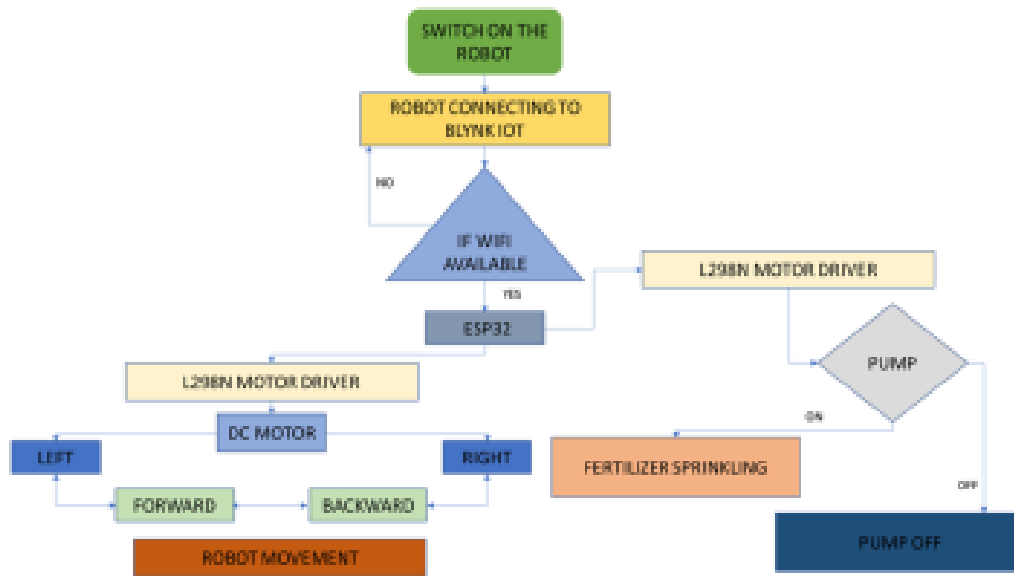 SWITCH ON THE
ROBOT
ROBOT CONNECTING TO
BLYNK IOT
NO
IF WIFI
AVAILABLE
YES
L298N MOTOR DRIVER
ESP32
PUMP
L298N MOTOR DRIVER
DC MOTOR
ON
LEFT
RIGHT
FERTILIZER SPRINKLING
OFF
FORWARD
BACKWARD
PUMP OFF
ROBOT MOVEMENT